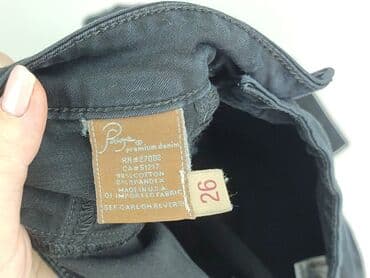 Paige
premium denim
RN#
CA#51217
98%COTTON
2%SPANDEX
MADE IN U.S.A.
OF IMPORTED FABRIC
SEE CARE ON REVERSE
26